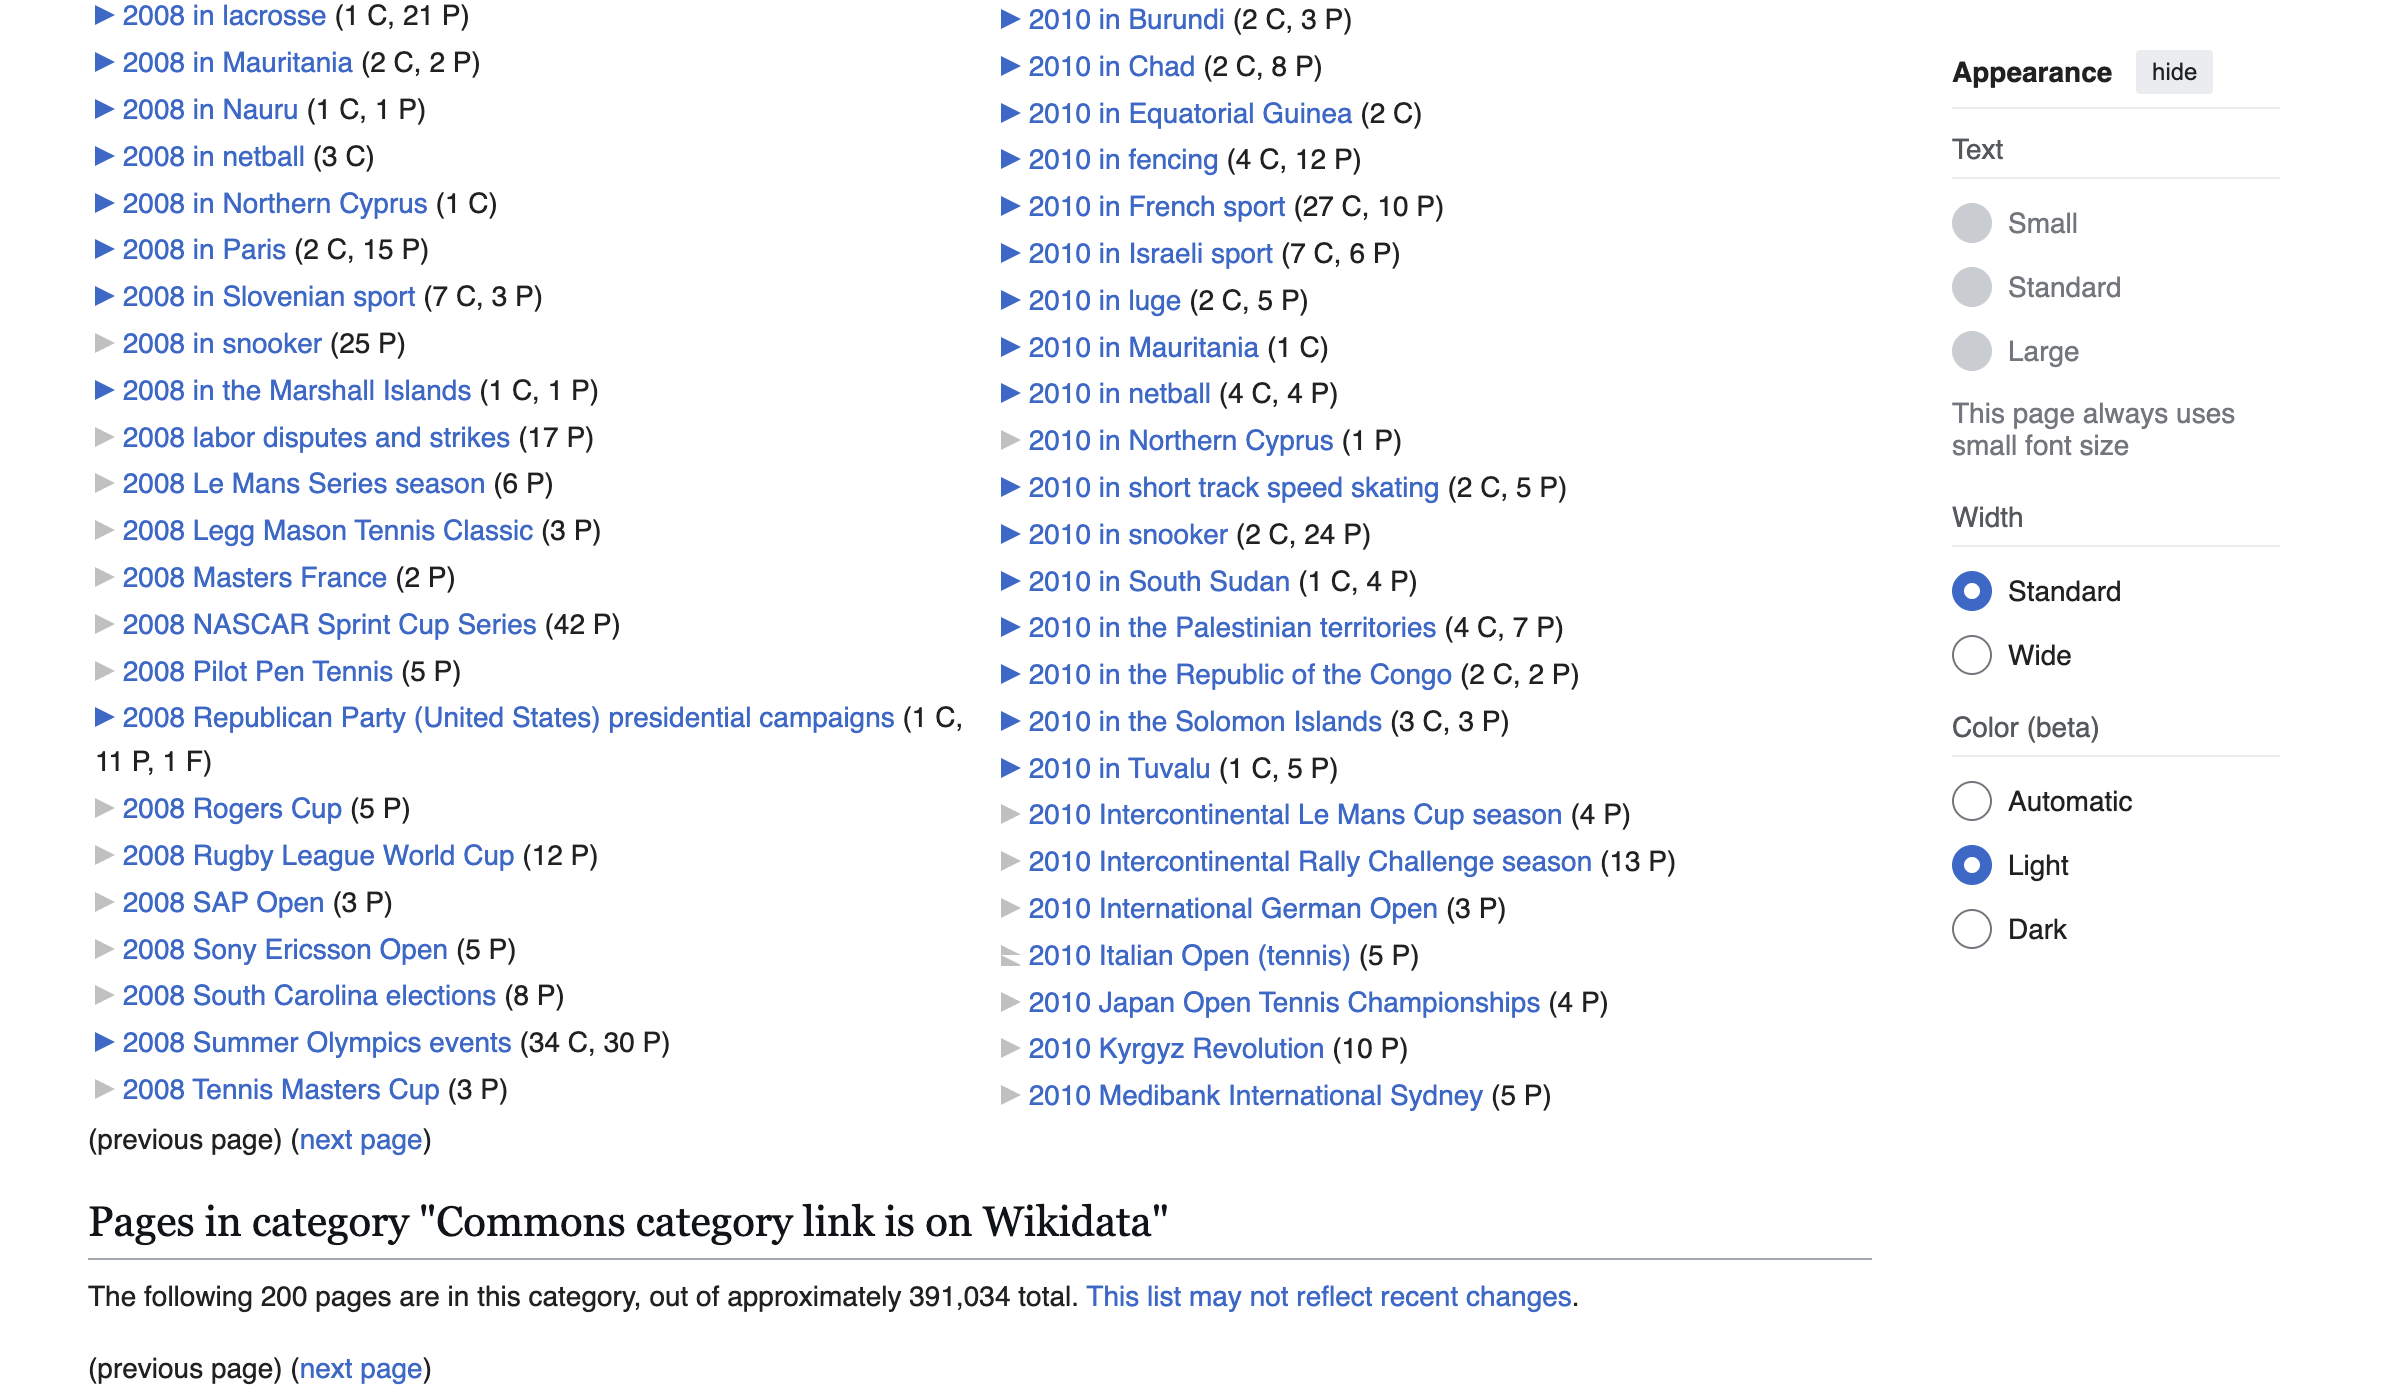 ▶ 2008 in lacrosse (1 C, 21 P)
▶ 2008 in Mauritania (2 C, 2 P)
▶ 2008 in Nauru (1 C, 1 P)
▶ 2008 in netball (3 C)
▶ 2008 in Northern Cyprus (1 C)
▶ 2008 in Paris (2 C, 15 P)
▶ 2008 in Slovenian sport (7 C, 3 P)
▶ 2008 in snooker (25 P)
▶ 2008 in the Marshall Islands (1 C, 1 P)
▶ 2008 labor disputes and strikes (17 P)
▶ 2008 Le Mans Series season (6 P)
▶ 2008 Legg Mason Tennis Classic (3 P)
▶ 2008 Masters France (2 P)
▶ 2008 NASCAR Sprint Cup Series (42 P)
▶ 2008 Pilot Pen Tennis (5 P)
▶ 2008 Republican Party (United States) presidential campaigns (1 C,
11 P, 1 F)
▶ 2008 Rogers Cup (5 P)
▶ 2008 Rugby League World Cup (12 P)
▶ 2008 SAP Open (3 P)
▶ 2008 Sony Ericsson Open (5 P)
▶ 2008 South Carolina elections (8 P)
▶ 2008 Summer Olympics events (34 C, 30 P)
▶ 2008 Tennis Masters Cup (3 P)
▶ 2010 in Burundi (2 C, 3 P)
▶ 2010 in Chad (2 C, 8 P)
▶ 2010 in Equatorial Guinea (2 C)
▶ 2010 in fencing (4 C, 12 P)
▶ 2010 in French sport (27 C, 10 P)
▶ 2010 in Israeli sport (7 C, 6 P)
▶ 2010 in luge (2 C, 5 P)
▶ 2010 in Mauritania (1 C)
▶ 2010 in netball (4 C, 4 P)
▶ 2010 in Northern Cyprus (1 P)
▶ 2010 in short track speed skating (2 C, 5 P)
▶ 2010 in snooker (2 C, 24 P)
▶ 2010 in South Sudan (1 C, 4 P)
▶ 2010 in the Palestinian territories (4 C, 7 P)
▶ 2010 in the Republic of the Congo (2 C, 2 P)
▶ 2010 in the Solomon Islands (3 C, 3 P)
▶ 2010 in Tuvalu (1 C, 5 P)
▶ 2010 Intercontinental Le Mans Cup season (4 P)
▶ 2010 Intercontinental Rally Challenge season (13 P)
▶ 2010 International German Open (3 P)
▶ 2010 Italian Open (tennis) (5 P)
▶ 2010 Japan Open Tennis Championships (4 P)
▶ 2010 Kyrgyz Revolution (10 P)
▶ 2010 Medibank International Sydney (5 P)
(previous page) (next page)
Pages in category "Commons category link is on Wikidata"
The following 200 pages are in this category, out of approximately 391,034 total. This list may not reflect recent changes.
(previous page) (next page)
Appearance hide
Text
Small
Standard
Large
This page always uses
small font size
Width
Standard
Wide
Color (beta)
Automatic
Light
Dark